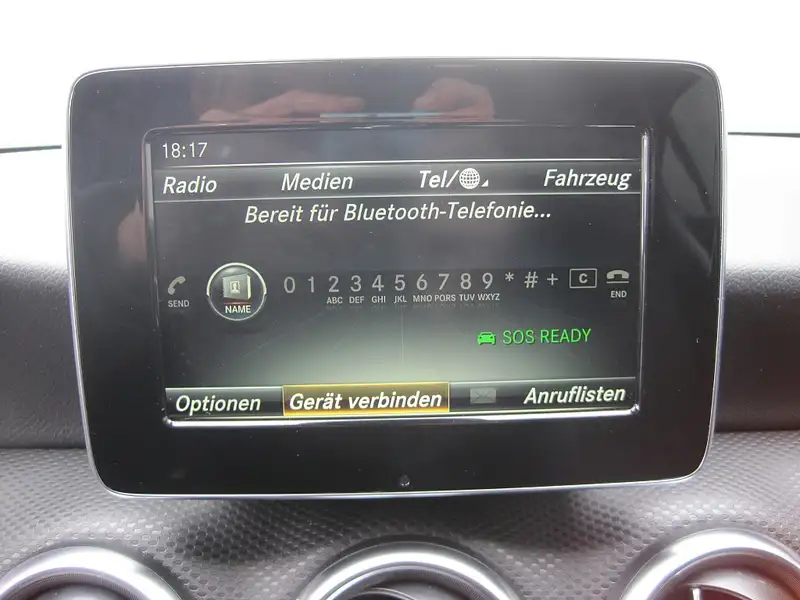 18:17
Radio Medien Tel/ Fahrzeug
Bereit für Bluetooth-Telefonie...
SEND NAME 0 1 2 3 4 5 6 7 8 9 * # + C END
ABC DEF GHI JKL MNO PQRS TUV WXYZ
SOS READY
Optionen Gerät verbinden Anruflisten